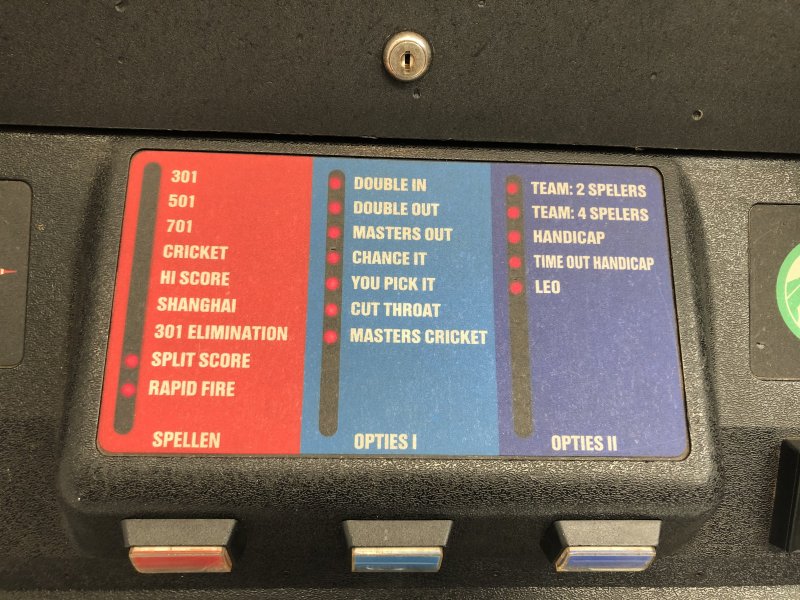 301
501
701
CRICKET
HI SCORE
SHANGHAI
301 ELIMINATION
SPLIT SCORE
RAPID FIRE
SPELLEN
DOUBLE IN
DOUBLE OUT
MASTERS OUT
CHANCE IT
YOU PICK IT
CUT THROAT
MASTERS CRICKET
OPTIES I
TEAM: 2 SPELERS
TEAM: 4 SPELERS
HANDICAP
TIME OUT HANDICAP
LEO
OPTIES II